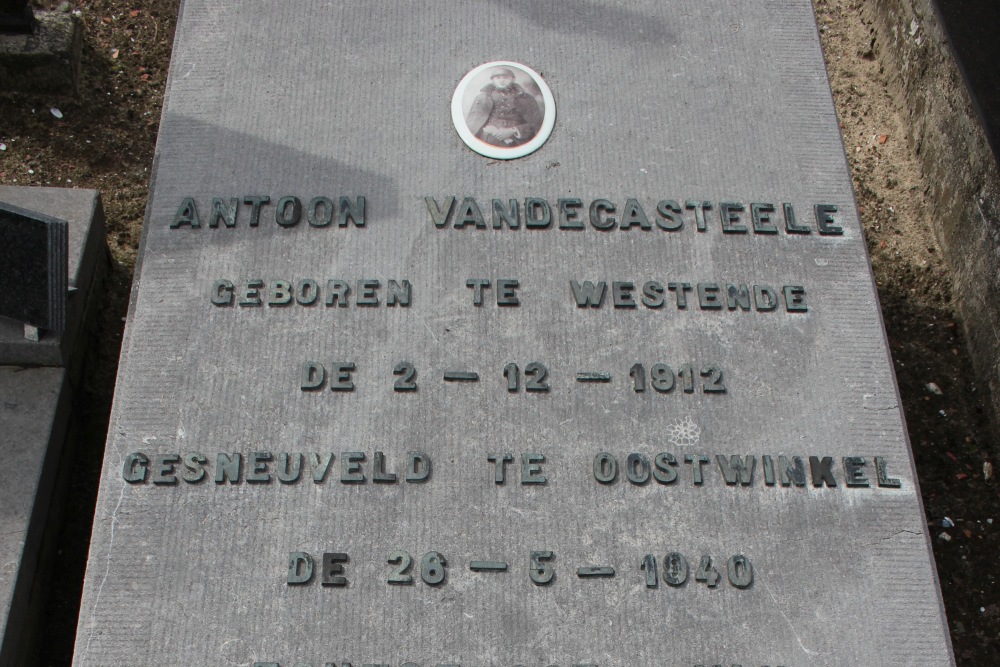 ANTOON VANDECASTEELE
GEBOREN TE WESTENDE
DE 2 - 12 - 1912
GESNEUVELD TE OOSTWINKEL
DE 26 - 5 - 1940